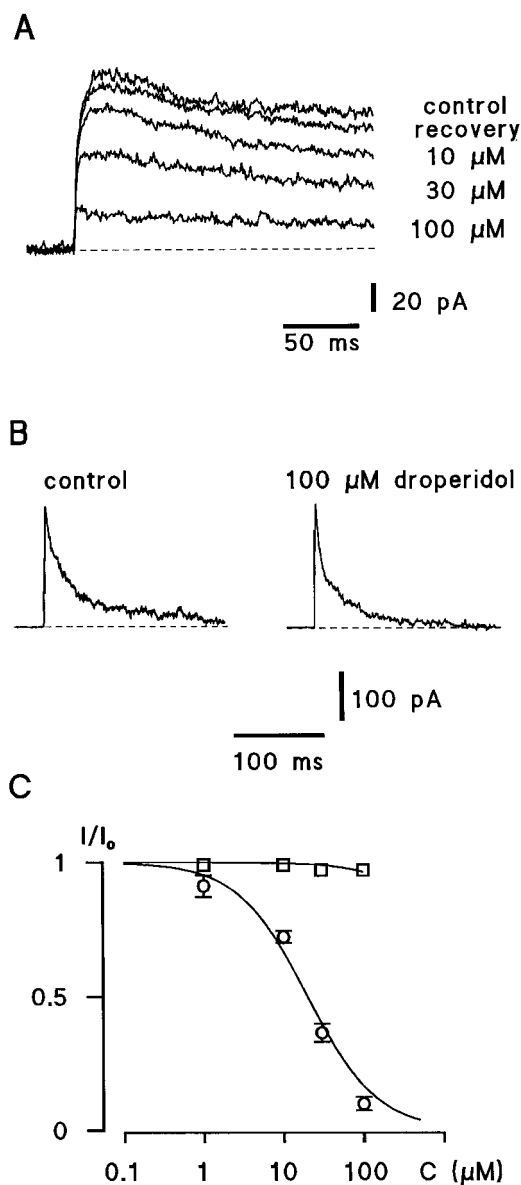 A
control
recovery
10 µM
30 µM
100 µM
20 pA
50 ms
B
control
100 µM droperidol
100 pA
100 ms
C
I/I₀
1
0.5
0
0.1 1 10 100 C (µM)